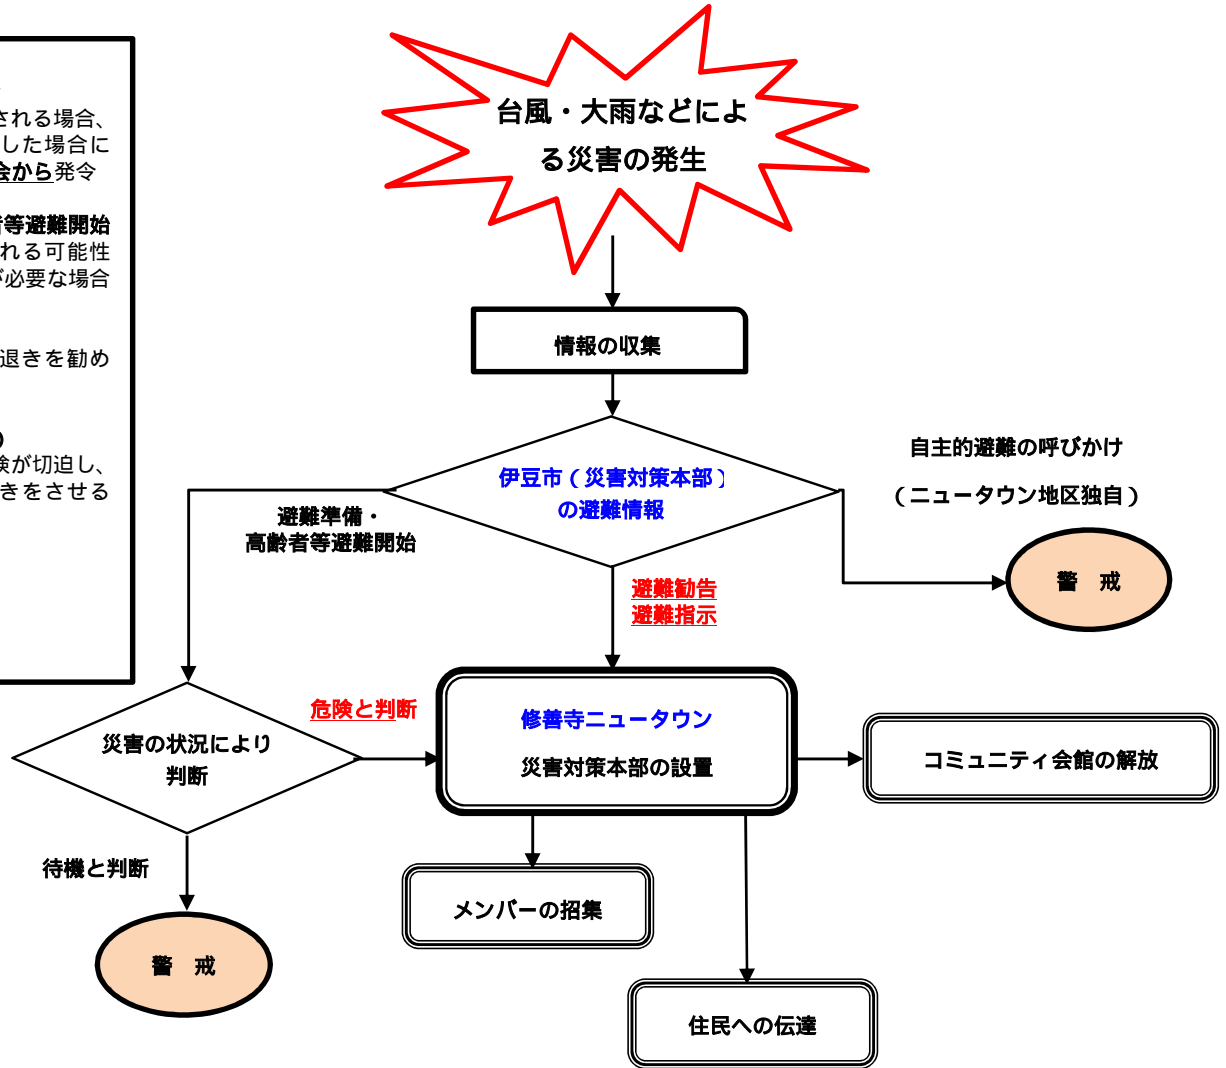 台風・大雨などによ
る災害の発生
される場合、
した場合に
会から発令
者等避難開始
れる可能性
が必要な場合
退きを勧め
険が切迫し、
きをさせる
情報の収集
伊豆市（災害対策本部）
の避難情報
自主的避難の呼びかけ
（ニュータウン地区独自）
避難準備・
高齢者等避難開始
警　戒
避難勧告
避難指示
危険と判断
修善寺ニュータウン
災害対策本部の設置
災害の状況により
判断
コミュニティ会館の解放
待機と判断
メンバーの招集
警　戒
住民への伝達